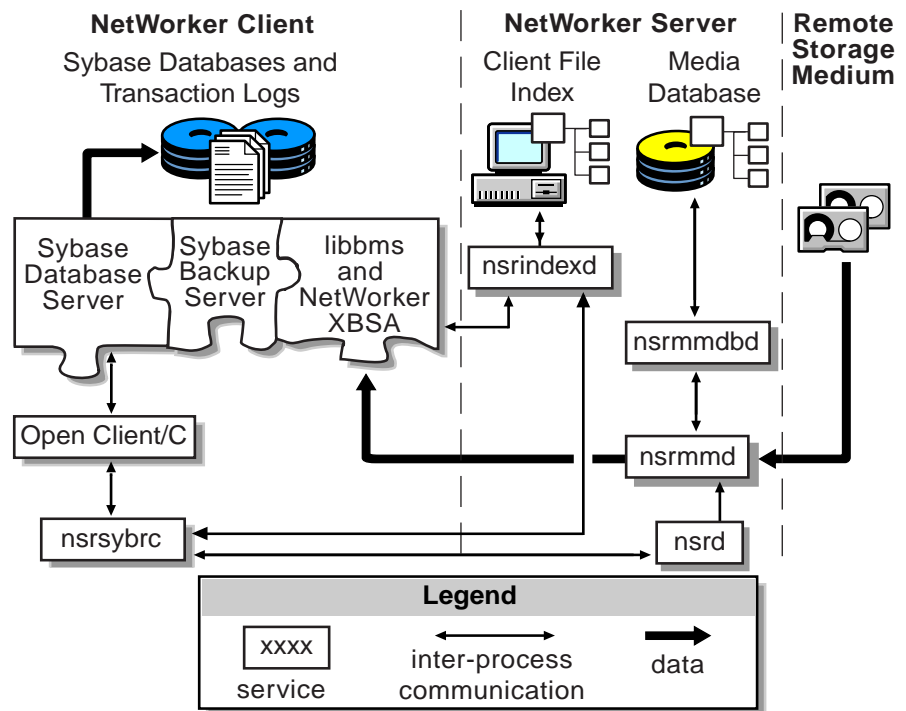 NetWorker Client
NetWorker Server
Remote
Storage
Medium
Sybase Databases and
Transaction Logs
Client File
Index
Media
Database
Sybase
Database
Server
Sybase
Backup
Server
libbms
and
NetWorker
XBSA
nsrindexd
nsrmmdbd
Open Client/C
nsrmmd
nsrsybrc
nsrd
Legend
xxxx
service
inter-process
communication
data